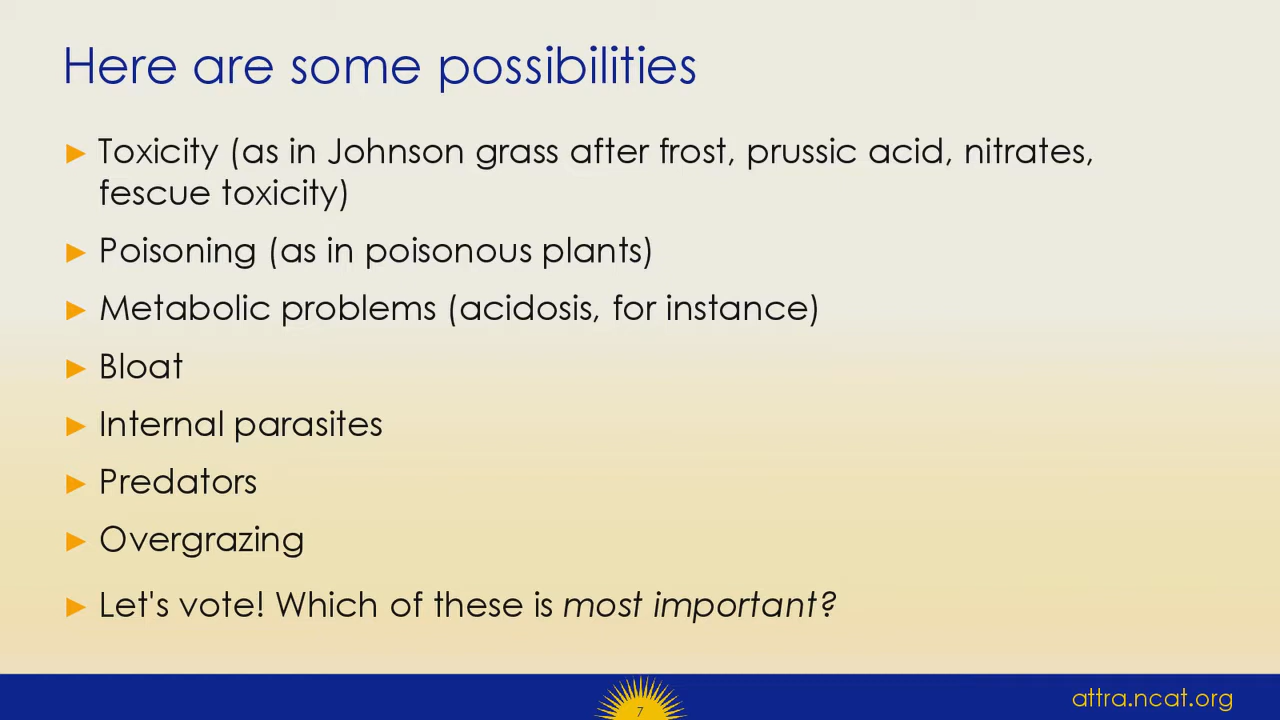 Here are some possibilities
► Toxicity (as in Johnson grass after frost, prussic acid, nitrates,
fescue toxicity)
► Poisoning (as in poisonous plants)
► Metabolic problems (acidosis, for instance)
► Bloat
► Internal parasites
► Predators
► Overgrazing
► Let's vote! Which of these is most important?
7
attra.ncat.org